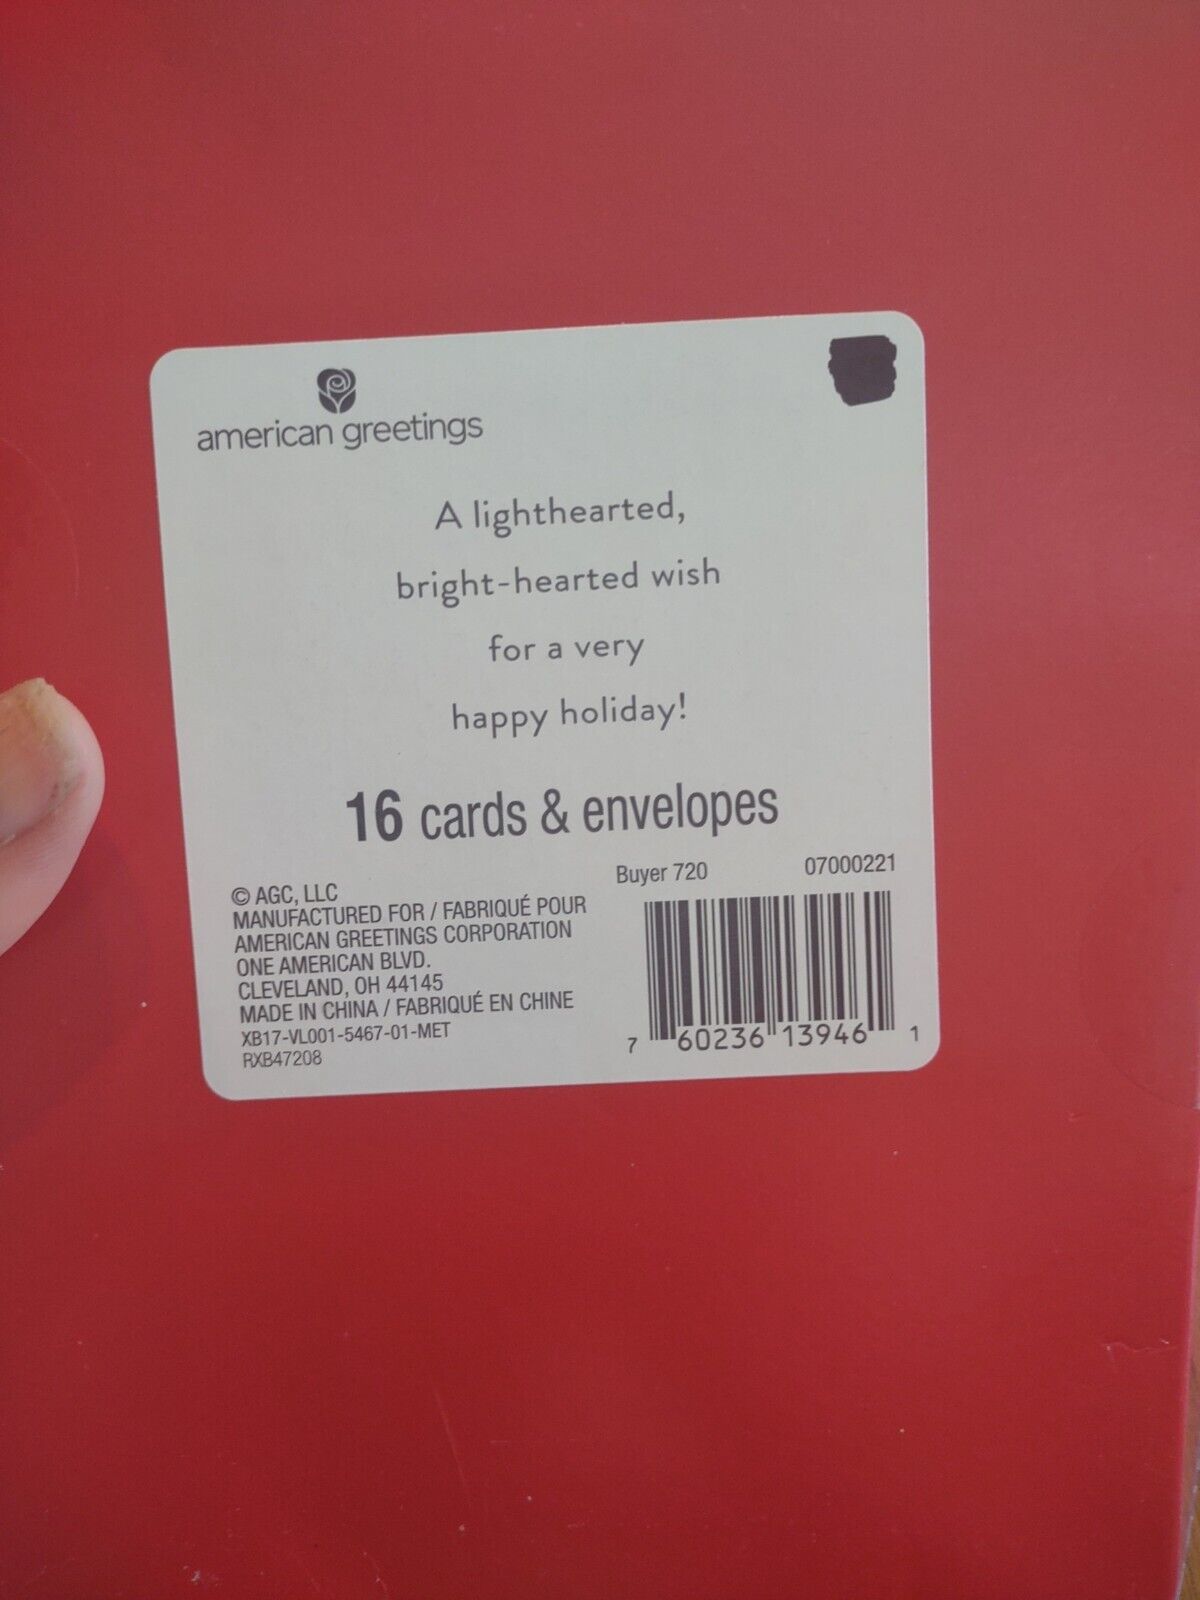 american greetings
A lighthearted,
bright-hearted wish
for a very
happy holiday!
16 cards & envelopes
Buyer 720 07000221
© AGC, LLC
MANUFACTURED FOR / FABRIQUÉ POUR
AMERICAN GREETINGS CORPORATION
ONE AMERICAN BLVD.
CLEVELAND, OH 44145
MADE IN CHINA / FABRIQUÉ EN CHINE
XB17-VL001-5467-01-MET
RXB47208
7 60236 13946 1